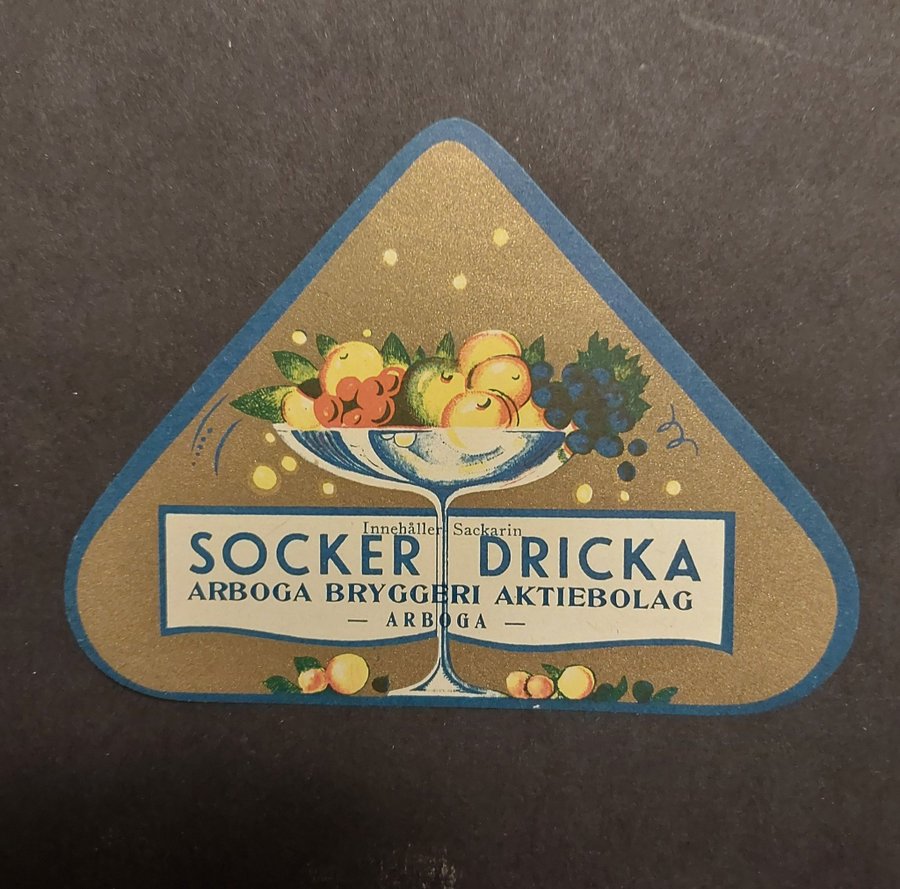 Innehåller Sackarin
SOCKER DRICKA
ARBOGA BRYGGERI AKTIEBOLAG
— ARBOGA —